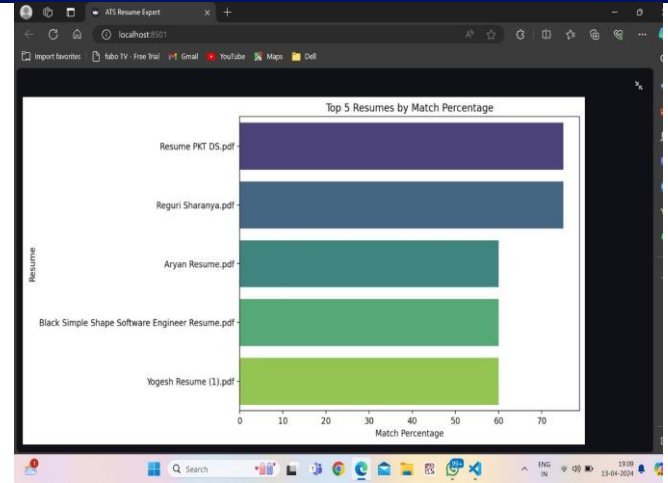 ATS Resume Expert
localhost:8501
Import favorites
fubo TV - Free Trial
Gmail
YouTube
Maps
Dell
Top 5 Resumes by Match Percentage
Resume
Resume PKT DS.pdf
Reguri Sharanya.pdf
Aryan Resume.pdf
Black Simple Shape Software Engineer Resume.pdf
Yogesh Resume (1).pdf
0 10 20 30 40 50 60 70
Match Percentage
Search
99+
ENG
IN
19:09
13-04-2024